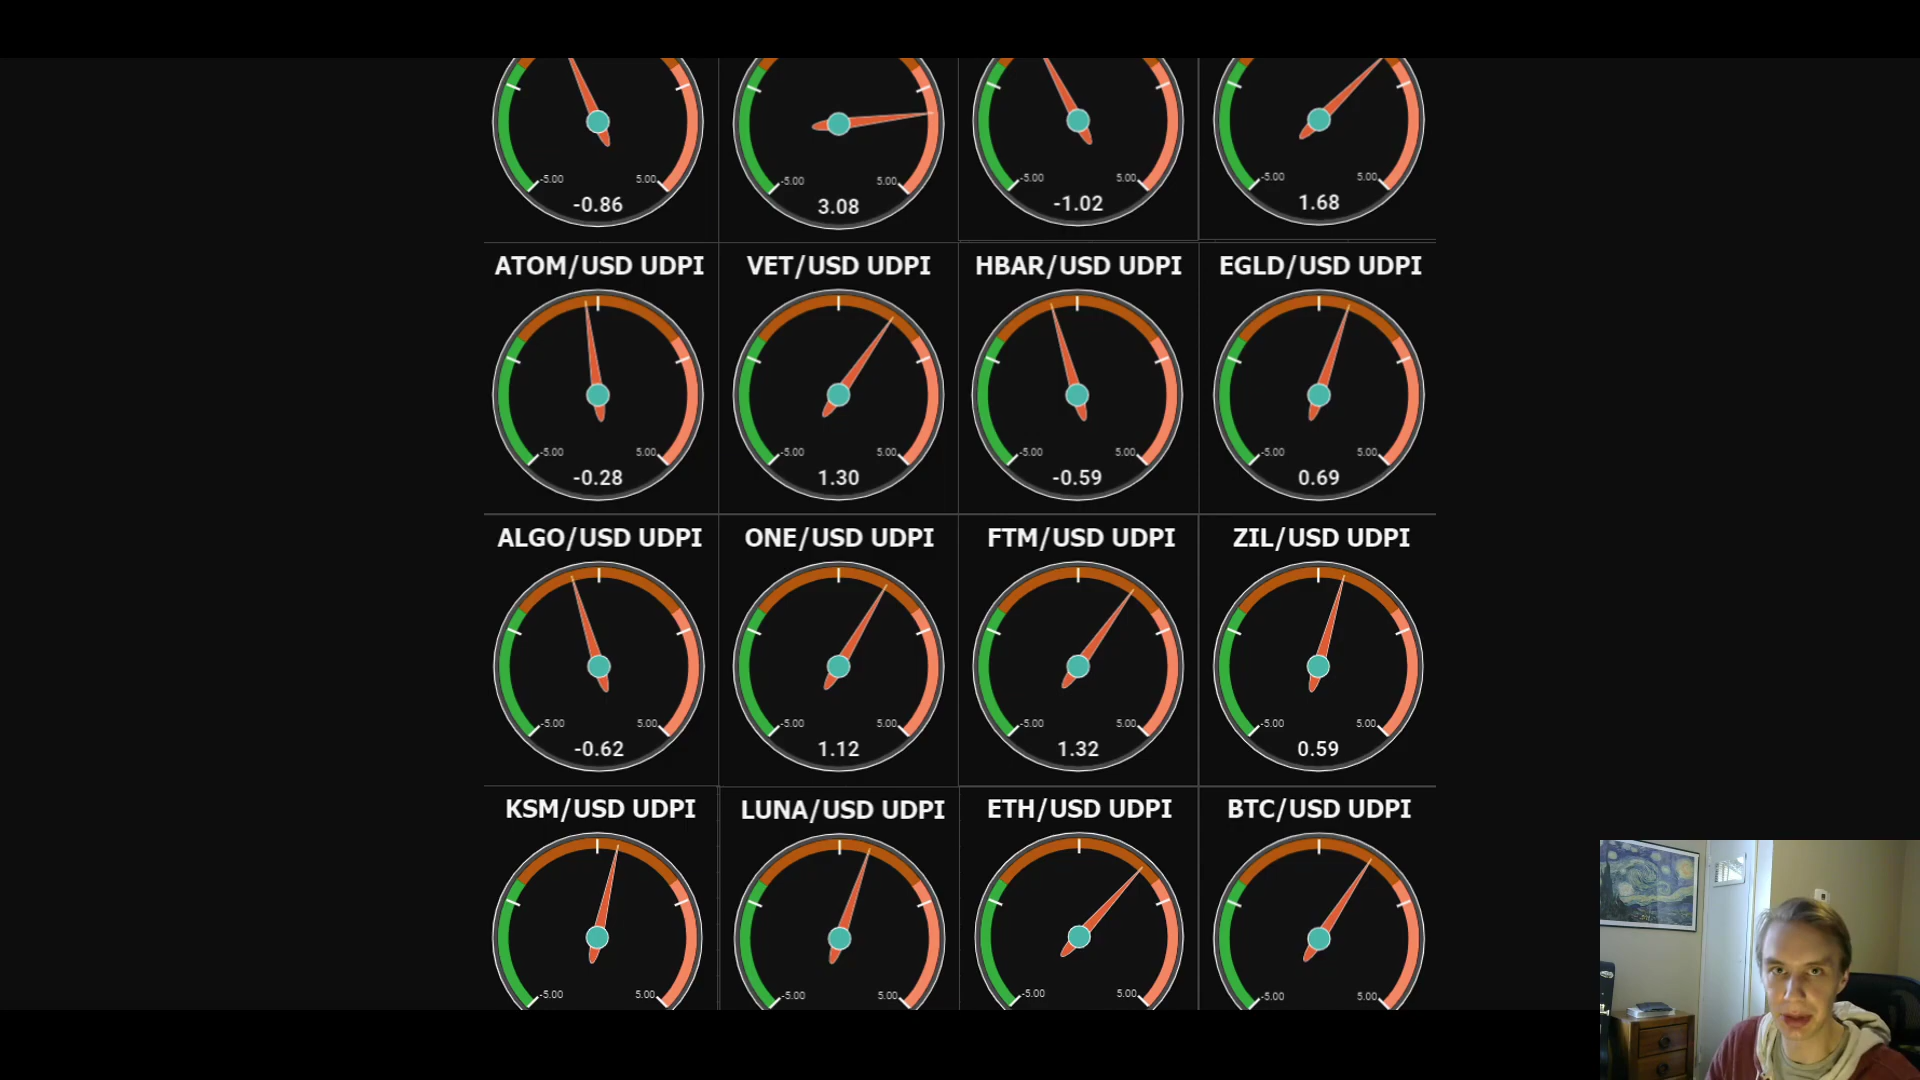 -5.00 5.00 -5.00 5.00 -5.00 5.00 -5.00 5.00
-0.86 3.08 -1.02 1.68
ATOM/USD UDPI VET/USD UDPI HBAR/USD UDPI EGLD/USD UDPI
-5.00 5.00 -5.00 5.00 -5.00 5.00 -5.00 5.00
-0.28 1.30 -0.59 0.69
ALGO/USD UDPI ONE/USD UDPI FTM/USD UDPI ZIL/USD UDPI
-5.00 5.00 -5.00 5.00 -5.00 5.00 -5.00 5.00
-0.62 1.12 1.32 0.59
KSM/USD UDPI LUNA/USD UDPI ETH/USD UDPI BTC/USD UDPI
-5.00 5.00 -5.00 5.00 -5.00 5.00 -5.00 5.00